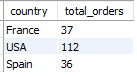 country total_orders
France 37
USA 112
Spain 36